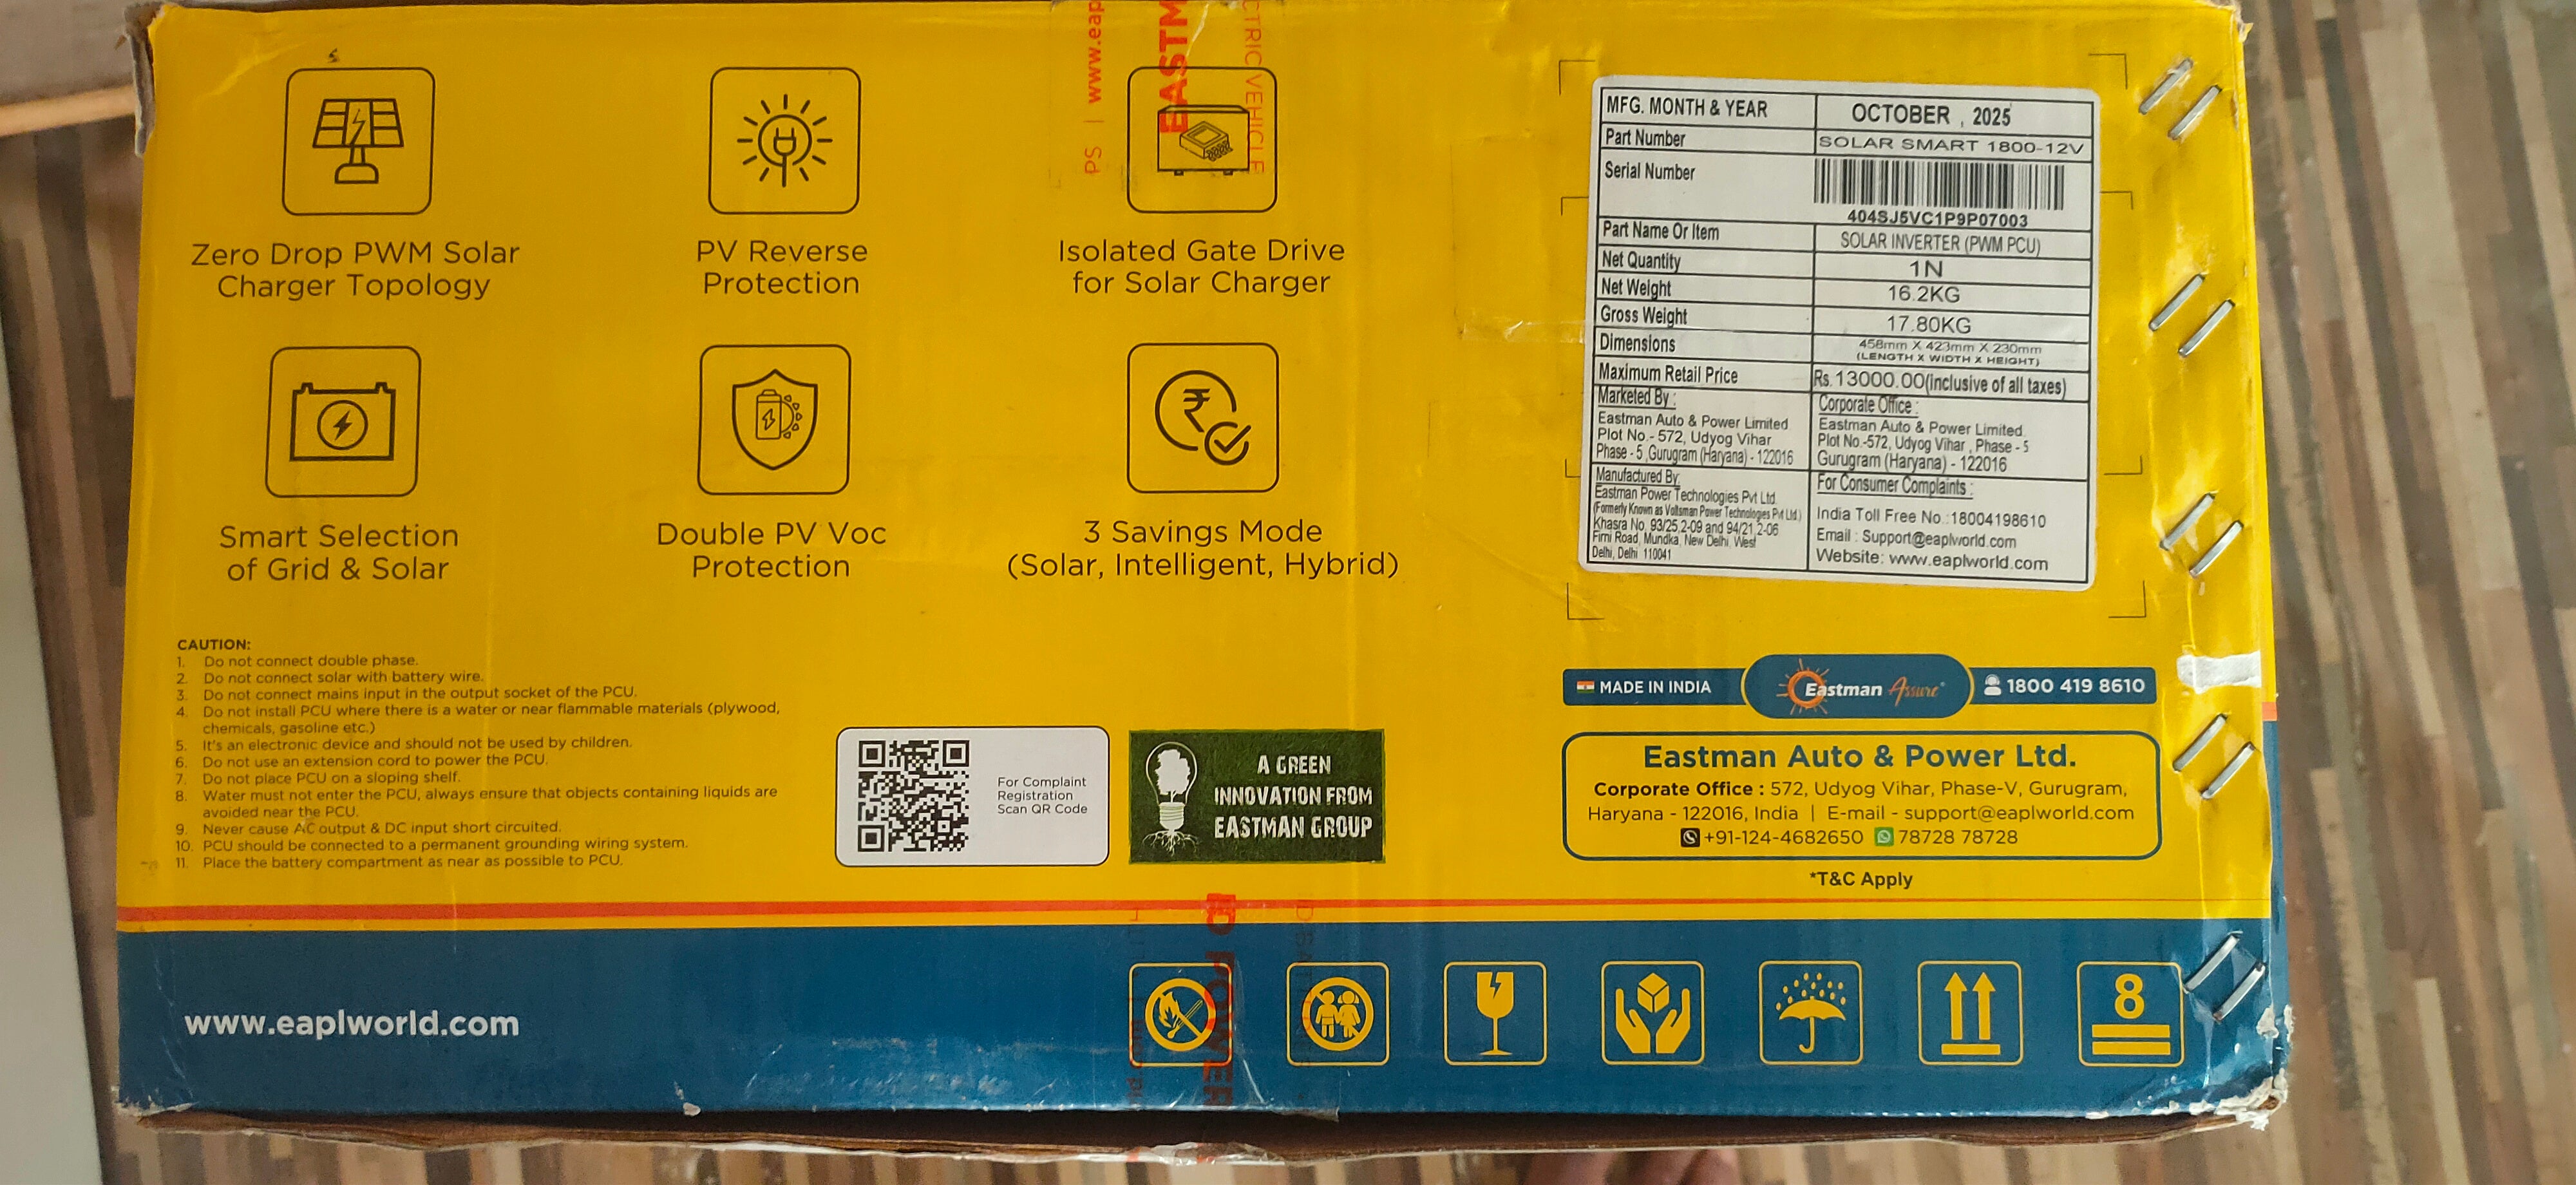 PS | www.eap
EASTM
CTRIC VEHICLE
Zero Drop PWM Solar
Charger Topology
PV Reverse
Protection
Isolated Gate Drive
for Solar Charger
Smart Selection
of Grid & Solar
Double PV Voc
Protection
₹
3 Savings Mode
(Solar, Intelligent, Hybrid)
MFG. MONTH & YEAR OCTOBER , 2025
Part Number SOLAR SMART 1800-12V
Serial Number
404SJ5VC1P9P07003
Part Name Or Item SOLAR INVERTER (PWM PCU)
Net Quantity 1N
Net Weight 16.2KG
Gross Weight 17.80KG
Dimensions 458mm X 423mm X 230mm
(LENGTH X WIDTH X HEIGHT)
Maximum Retail Price Rs.13000.00(Inclusive of all taxes)
Marketed By :
Eastman Auto & Power Limited
Plot No.- 572, Udyog Vihar
Phase - 5 ,Gurugram (Haryana) - 122016
Corporate Office :
Eastman Auto & Power Limited.
Plot No.-572, Udyog Vihar , Phase - 5
Gurugram (Haryana) - 122016
Manufactured By:
Eastman Power Technologies Pvt Ltd.
(Formerly Known as Voltsman Power Technologies Pvt Ltd.)
Khasra No. 93/25,2-09 and 94/21,2-06
Firni Road, Mundka, New Delhi, West
Delhi, Delhi 110041
For Consumer Complaints :
India Toll Free No.:18004198610
Email : Support@eaplworld.com
Website: www.eaplworld.com
CAUTION:
1. Do not connect double phase.
2. Do not connect solar with battery wire.
3. Do not connect mains input in the output socket of the PCU.
4. Do not install PCU where there is a water or near flammable materials (plywood,
chemicals, gasoline etc.)
5. It's an electronic device and should not be used by children.
6. Do not use an extension cord to power the PCU.
7. Do not place PCU on a sloping shelf.
8. Water must not enter the PCU, always ensure that objects containing liquids are
avoided near the PCU.
9. Never cause AC output & DC input short circuited.
10. PCU should be connected to a permanent grounding wiring system.
11. Place the battery compartment as near as possible to PCU.
For Complaint
Registration
Scan QR Code
A GREEN
INNOVATION FROM
EASTMAN GROUP
MADE IN INDIA
Eastman Assure
1800 419 8610
Eastman Auto & Power Ltd.
Corporate Office : 572, Udyog Vihar, Phase-V, Gurugram,
Haryana - 122016, India | E-mail - support@eaplworld.com
+91-124-4682650 78728 78728
*T&C Apply
www.eaplworld.com
POWER
8